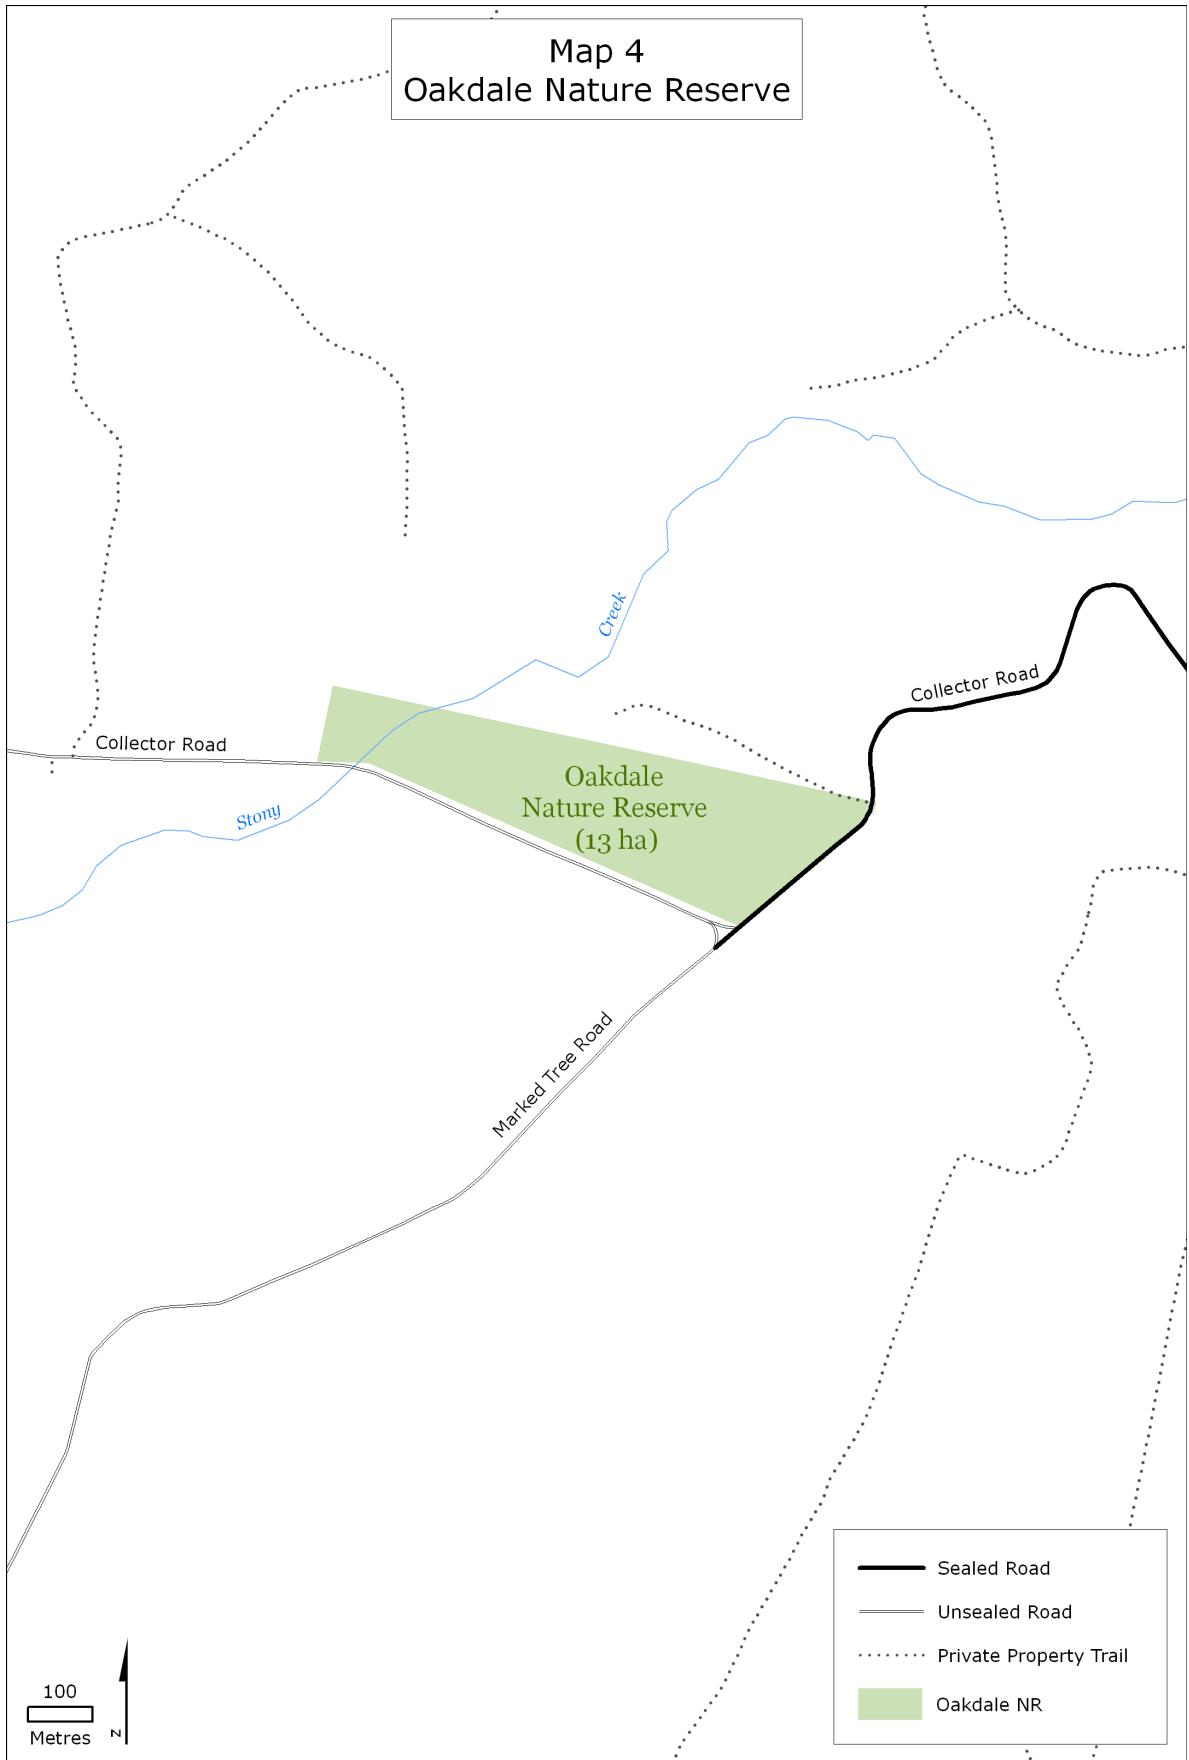 Map 4
Oakdale Nature Reserve
Creek
Collector Road
Collector Road
Oakdale
Nature Reserve
(13 ha)
Stony
Marked Tree Road
Sealed Road
Unsealed Road
Private Property Trail
Oakdale NR
100
Metres
N